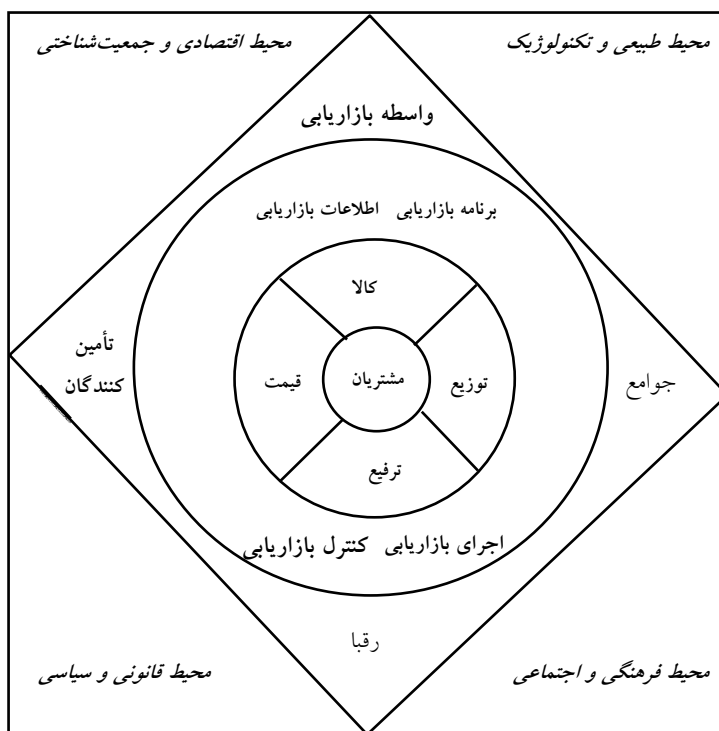 محیط طبیعی و تکنولوژیک
محیط اقتصادی و جمعیت‌شناختی
واسطه بازاریابی
برنامه بازاریابی
اطلاعات بازاریابی
کالا
تأمین
کنندگان
جوامع
توزیع
مشتریان
قیمت
ترفیع
اجرای بازاریابی
کنترل بازاریابی
رقبا
محیط فرهنگی و اجتماعی
محیط قانونی و سیاسی